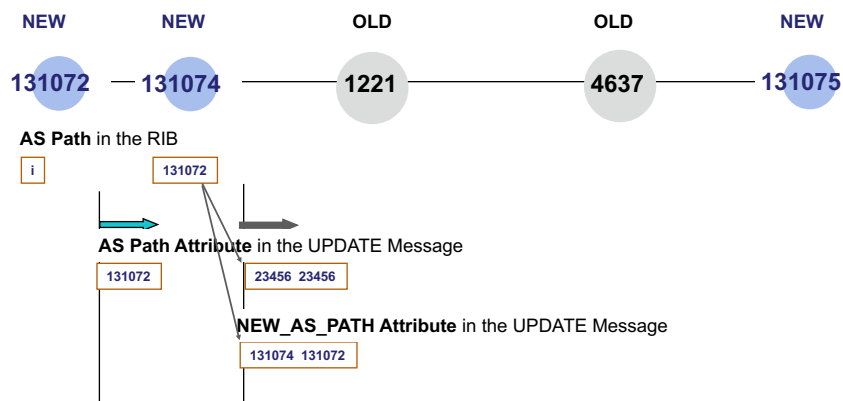 NEW NEW OLD OLD NEW
131072 131074 1221 4637 131075
AS Path in the RIB
i 131072
AS Path Attribute in the UPDATE Message
131072 23456 23456
NEW_AS_PATH Attribute in the UPDATE Message
131074 131072